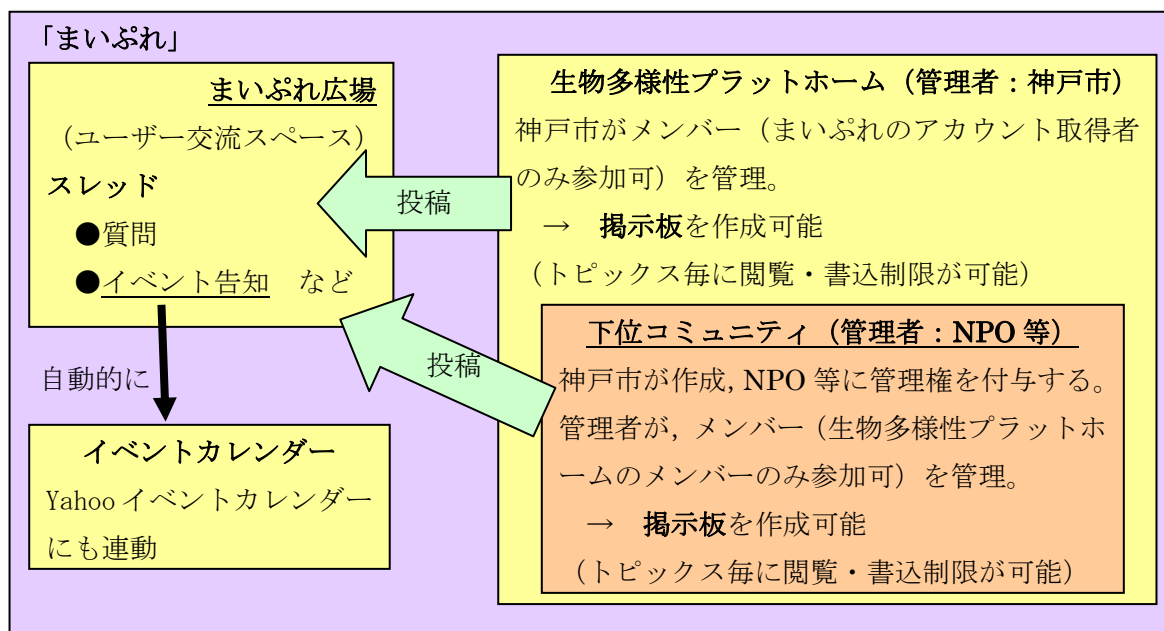 「まいぷれ」
まいぷれ広場
(ユーザー交流スペース)
スレッド
●質問
●イベント告知 など
投稿
投稿
自動的に
イベントカレンダー
Yahooイベントカレンダー
にも連動
生物多様性プラットホーム(管理者:神戸市)
神戸市がメンバー(まいぷれのアカウント取得者
のみ参加可)を管理。
→ 掲示板を作成可能
(トピックス毎に閲覧・書込制限が可能)
下位コミュニティ(管理者:NPO 等)
神戸市が作成,NPO 等に管理権を付与する。
管理者が,メンバー(生物多様性プラットホ
ームのメンバーのみ参加可)を管理。
→ 掲示板を作成可能
(トピックス毎に閲覧・書込制限が可能)